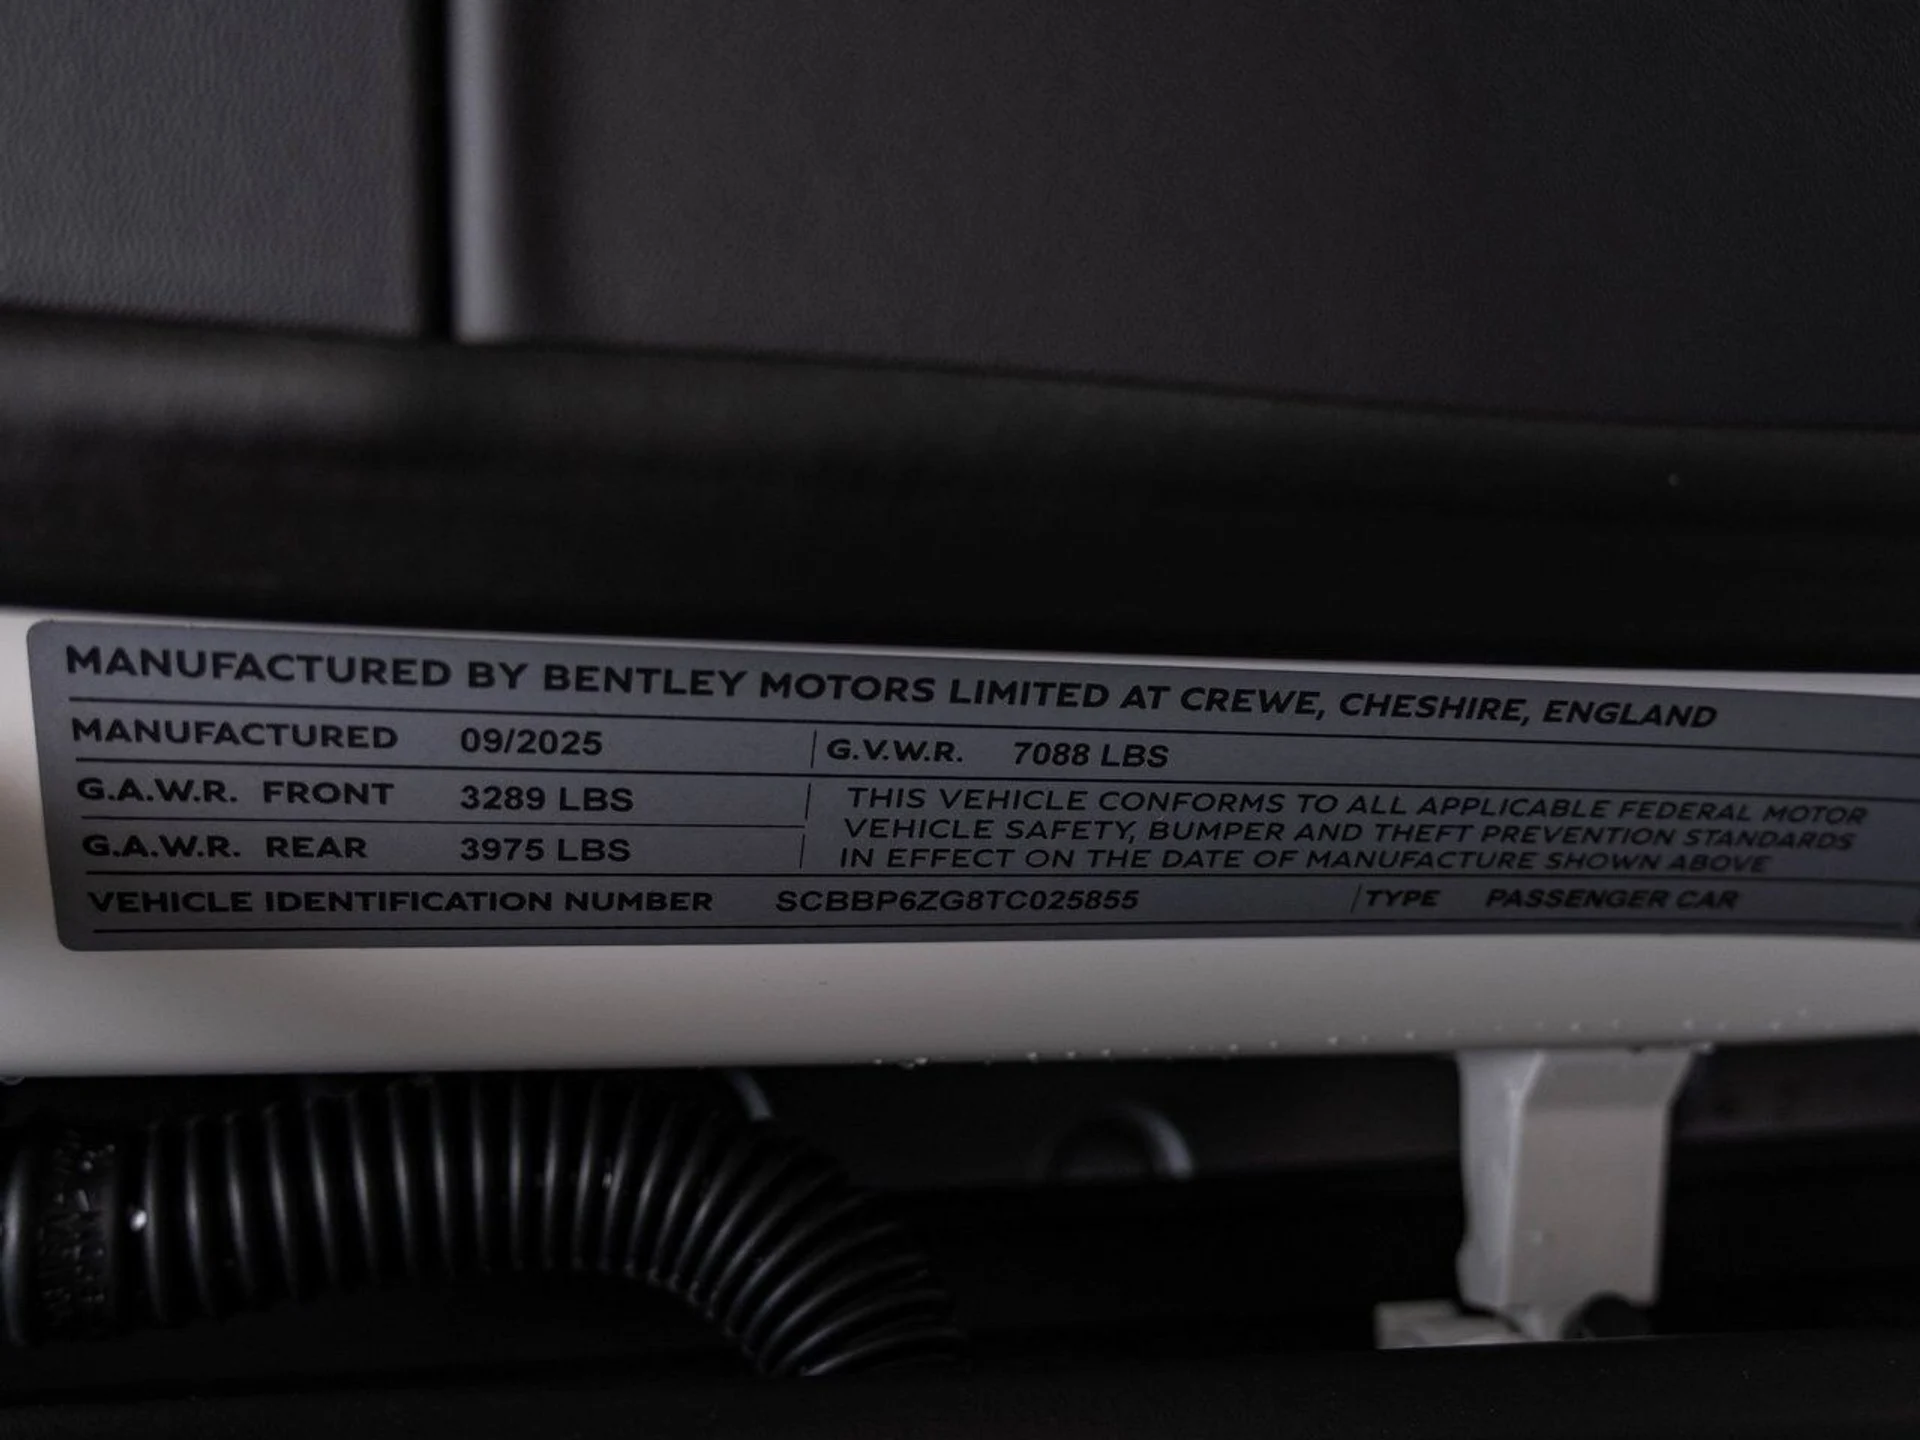 MANUFACTURED BY BENTLEY MOTORS LIMITED AT CREWE, CHESHIRE, ENGLAND
MANUFACTURED 09/2025 G.V.W.R. 7088 LBS
G.A.W.R. FRONT 3289 LBS
G.A.W.R. REAR 3975 LBS
THIS VEHICLE CONFORMS TO ALL APPLICABLE FEDERAL MOTOR
VEHICLE SAFETY, BUMPER AND THEFT PREVENTION STANDARDS
IN EFFECT ON THE DATE OF MANUFACTURE SHOWN ABOVE
VEHICLE IDENTIFICATION NUMBER SCBBP6ZG8TC025855 TYPE PASSENGER CAR